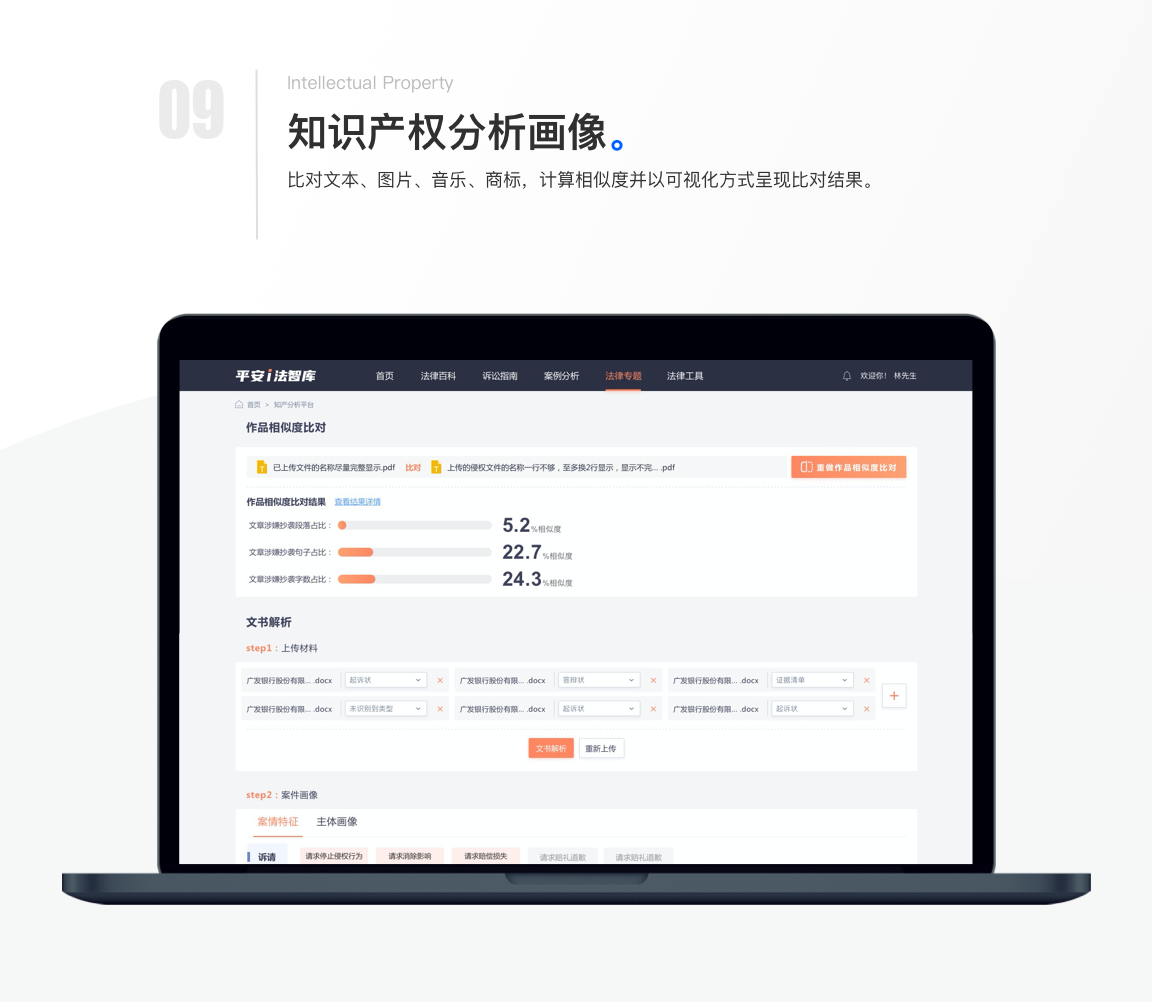 09
Intellectual Property
知识产权分析画像。
比对文本、图片、音乐、商标，计算相似度并以可视化方式呈现比对结果。
平安i法智库 首页 法律百科 诉讼指南 案例分析 法律专题 法律工具 欢迎你！ 林先生
首页 > 知产分析平台
作品相似度比对
T 已上传文件的名称尽量完整显示.pdf 比对 T 上传的侵权文件的名称一行不够，至多换2行显示，显示不完... .pdf 重做作品相似度比对
作品相似度比对结果 查看结果详情
文章涉嫌抄袭段落占比： 5.2%相似度
文章涉嫌抄袭句子占比： 22.7%相似度
文章涉嫌抄袭字数占比： 24.3%相似度
文书解析
step1：上传材料
广发银行股份有限... .docx 起诉状 × 广发银行股份有限... .docx 答辩状 × 广发银行股份有限... .docx 证据清单 ×
+
广发银行股份有限... .docx 未识别到类型 × 广发银行股份有限... .docx 起诉状 × 广发银行股份有限... .docx 起诉状 ×
文书解析 重新上传
step2：案件画像
案情特征 主体画像
诉请 请求停止侵权行为 请求消除影响 请求赔偿损失 请求赔礼道歉 请求赔礼道歉